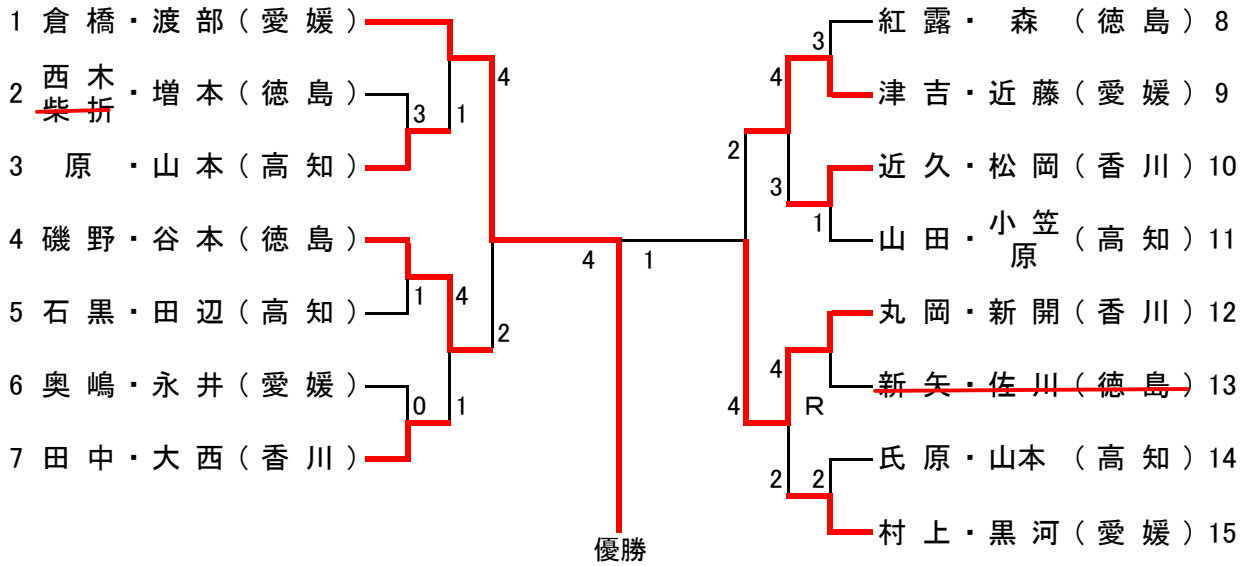 1 倉橋・渡部(愛媛)
2 西木
柴折・増本(徳島)
3 原・山本(高知)
4 磯野・谷本(徳島)
5 石黒・田辺(高知)
6 奥嶋・永井(愛媛)
7 田中・大西(香川)
4
3
1
1
4
2
0
1
4
1
優勝
紅露・森(徳島)8
津吉・近藤(愛媛)9
近久・松岡(香川)10
山田・小笠原(高知)11
丸岡・新開(香川)12
新矢・佐川(徳島)13
氏原・山本(高知)14
村上・黒河(愛媛)15
3
4
2
3
1
4
4
R
2
2